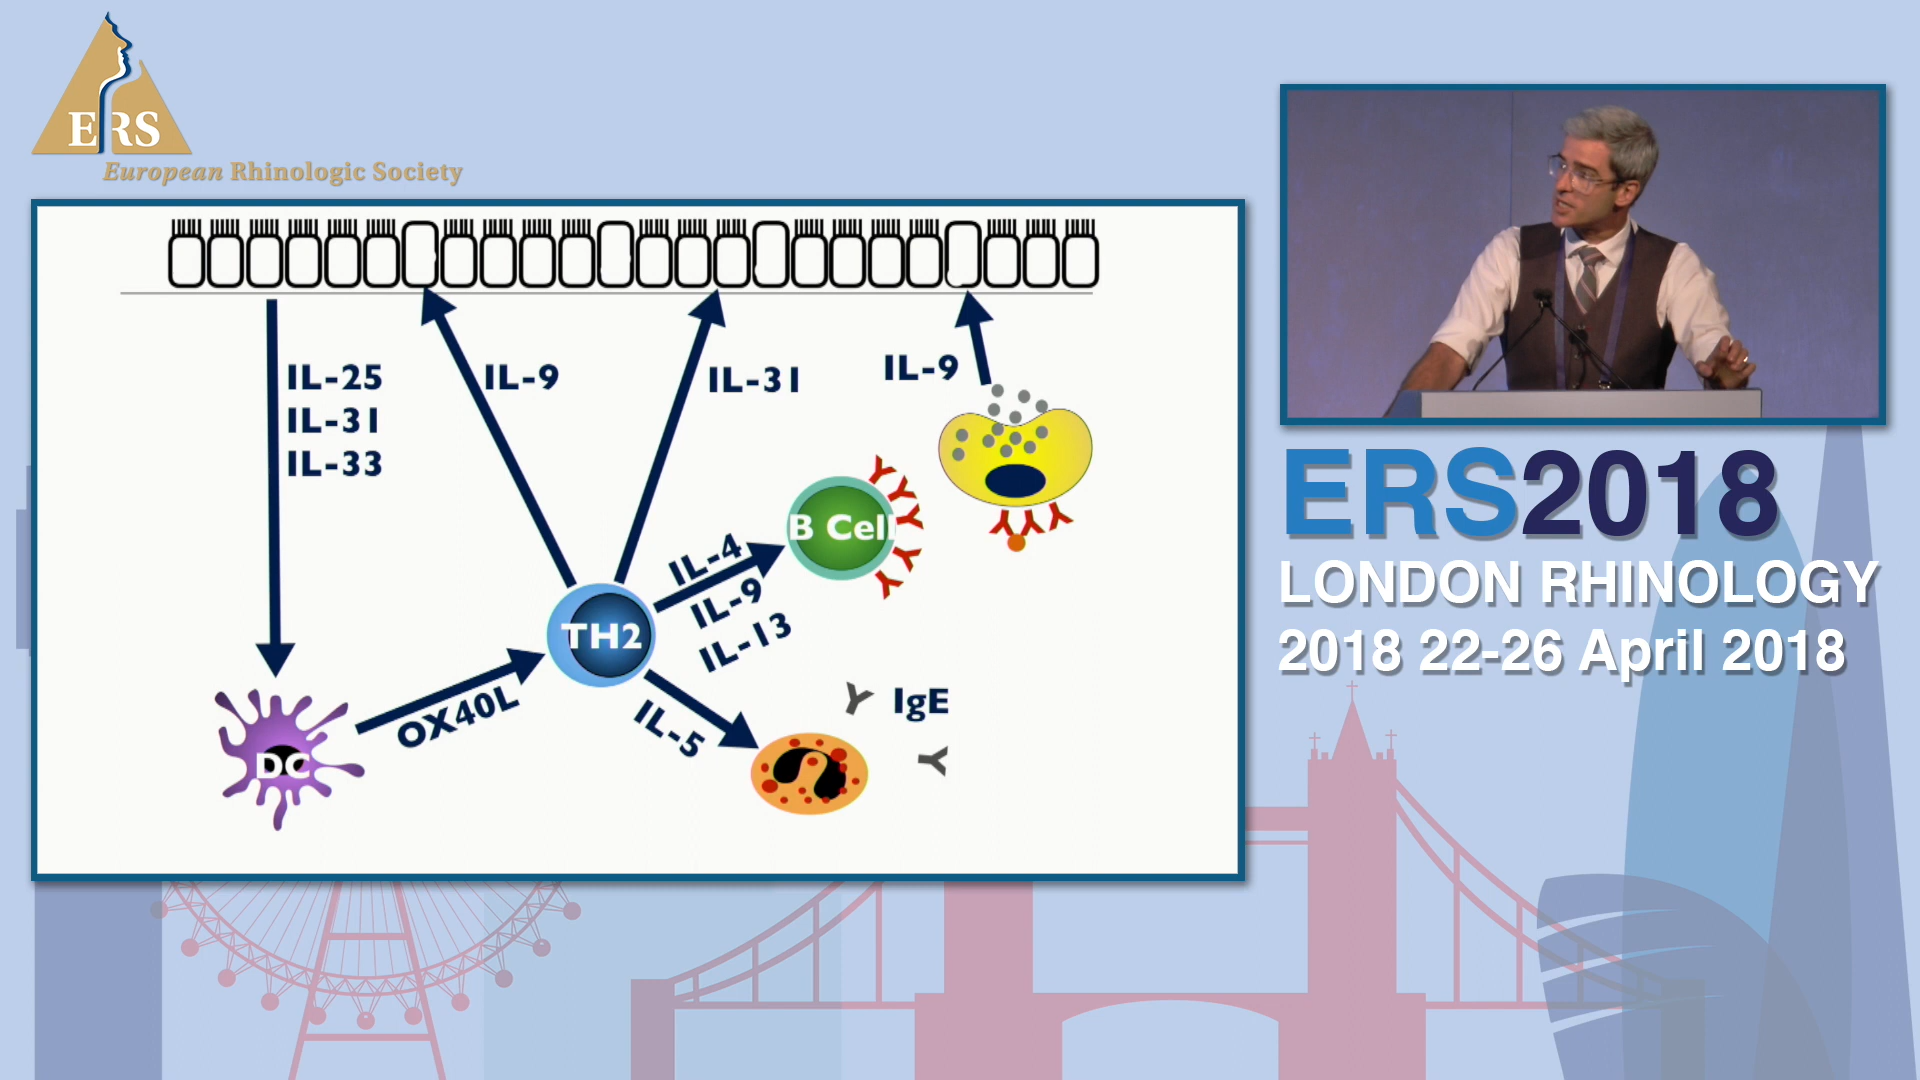 ERS
European Rhinologic Society
IL-25
IL-31
IL-33
IL-9
IL-31
IL-9
B Cell
IL-4
IL-9
IL-13
TH2
OX40L
IL-5
IgE
DC
ERS2018
LONDON RHINOLOGY
2018 22-26 April 2018